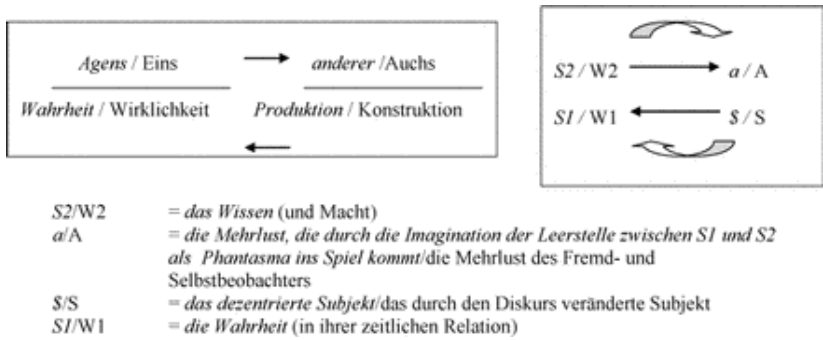 Agens / Eins
anderer /Auchs
Wahrheit / Wirklichkeit
Produktion / Konstruktion
S2/W2
a/A
S1/W1
$/S
S2/W2 = das Wissen (und Macht)
a/A = die Mehrlust, die durch die Imagination der Leerstelle zwischen S1 und S2
als Phantasma ins Spiel kommt/die Mehrlust des Fremd- und
Selbstbeobachters
$/S = das dezentrierte Subjekt/das durch den Diskurs veränderte Subjekt
S1/W1 = die Wahrheit (in ihrer zeitlichen Relation)